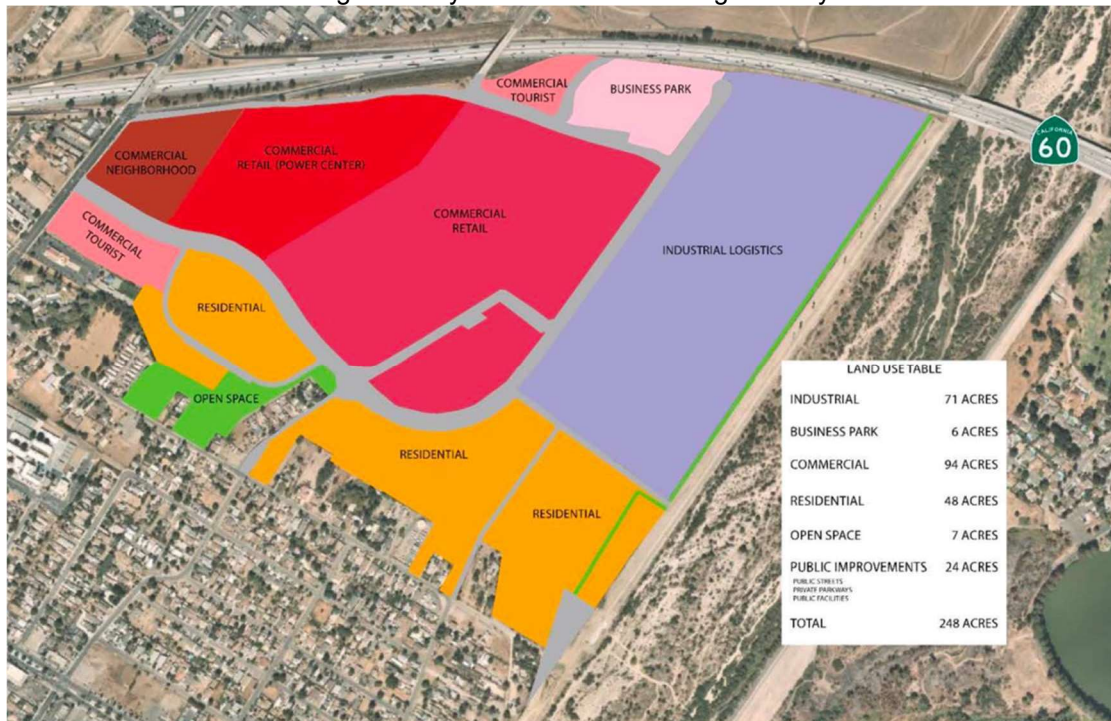 COMMERCIAL
TOURIST
BUSINESS PARK
CALIFORNIA
60
COMMERCIAL
NEIGHBORHOOD
COMMERCIAL
RETAIL (POWER CENTER)
COMMERCIAL
RETAIL
COMMERCIAL
TOURIST
INDUSTRIAL LOGISTICS
RESIDENTIAL
OPEN SPACE
RESIDENTIAL
RESIDENTIAL
LAND USE TABLE
INDUSTRIAL 71 ACRES
BUSINESS PARK 6 ACRES
COMMERCIAL 94 ACRES
RESIDENTIAL 48 ACRES
OPEN SPACE 7 ACRES
PUBLIC IMPROVEMENTS 24 ACRES
PUBLIC STREETS
PRIVATE PARKWAYS
PUBLIC FACILITIES
TOTAL 248 ACRES